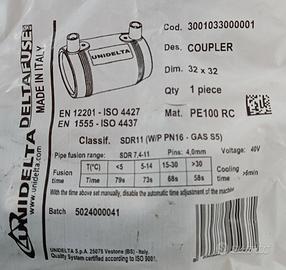 UNIDELTA DELTAFUSE
MADE IN ITALY
UNIDELTA
Cod. 3001033000001
Des. COUPLER
Dim. 32 x 32
Qty 1 piece
Mat. PE100 RC
EN 12201 - ISO 4427
EN 1555 - ISO 4437
Classif. SDR11 (W/P PN16 - GAS S5)
Pipe fusion range: SDR 7,4-11 Pins: 4,0mm Voltage: 40V
Fusion times T(°C) <5 5-14 15-30 >30 Cooling time
Time 79s 73s 68s 58s >6min
With the time above set manually, disable the automatic time adjustment of the machine
Batch 5024000041
UNIDELTA
www.unidelta.com
UNIDELTA S.p.A. 25078 Vestone (BS) - Italy.
Quality System certified according to ISO 9001.